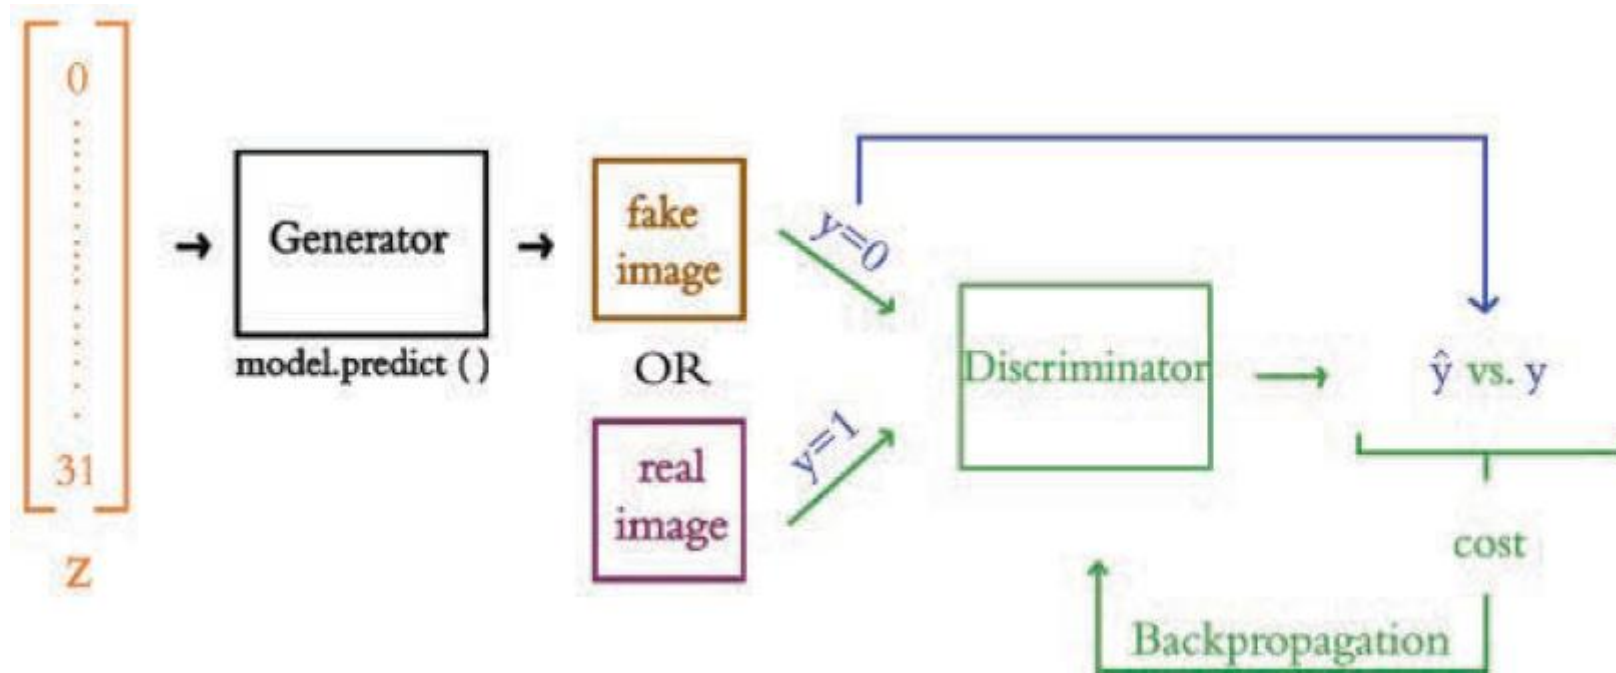 0
31
z
Generator
model.predict ()
fake
image
OR
real
image
y=0
y=1
Discriminator
ŷ vs. y
cost
Backpropagation